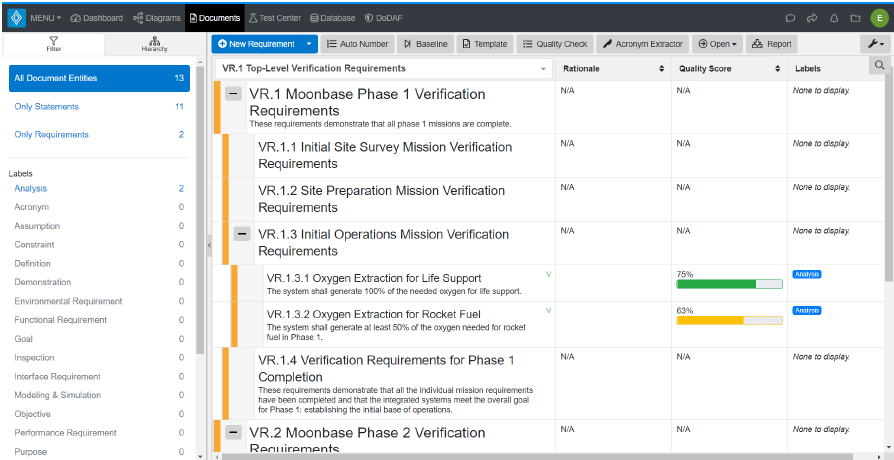 MENU Dashboard Diagrams Documents Test Center Database DoDAF E
Filter Hierarchy
New Requirement Auto Number Baseline Template Quality Check Acronym Extractor Open Report
All Document Entities 13
Only Statements 11
Only Requirements 2
Labels
Analysis 2
Acronym 0
Assumption 0
Constraint 0
Definition 0
Demonstration 0
Environmental Requirement 0
Functional Requirement 0
Goal 0
Inspection 0
Interface Requirement 0
Modeling & Simulation 0
Objective 0
Performance Requirement 0
Purpose 0
VR.1 Top-Level Verification Requirements Rationale Quality Score Labels
VR.1 Moonbase Phase 1 Verification N/A N/A None to display.
Requirements
These requirements demonstrate that all phase 1 missions are complete.
VR.1.1 Initial Site Survey Mission Verification N/A N/A None to display.
Requirements
VR.1.2 Site Preparation Mission Verification N/A N/A None to display.
Requirements
VR.1.3 Initial Operations Mission Verification N/A N/A None to display.
Requirements
VR.1.3.1 Oxygen Extraction for Life Support V 75% Analysis
The system shall generate 100% of the needed oxygen for life support.
VR.1.3.2 Oxygen Extraction for Rocket Fuel V 63% Analysis
The system shall generate at least 50% of the oxygen needed for rocket
fuel in Phase 1.
VR.1.4 Verification Requirements for Phase 1 N/A N/A None to display.
Completion
These requirements demonstrate that all the individual mission requirements
have been completed and that the integrated systems meet the overall goal
for Phase 1: establishing the initial base of operations.
VR.2 Moonbase Phase 2 Verification N/A N/A None to display.
Requirements